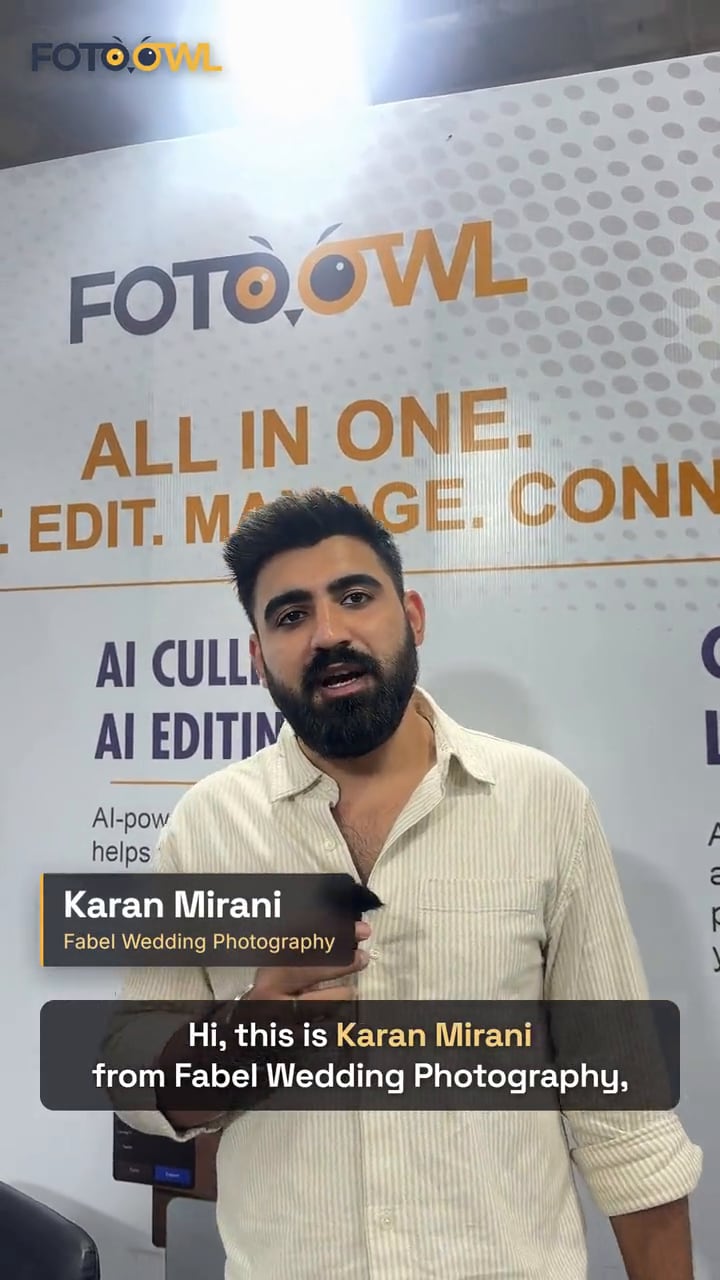 FOTOOWL
FOTOOWL
ALL IN ONE.
EDIT. MANAGE. CONN
AI CULL
AI EDITIN
AI-pow
helps
Karan Mirani
Fabel Wedding Photography
Hi, this is Karan Mirani
from Fabel Wedding Photography,